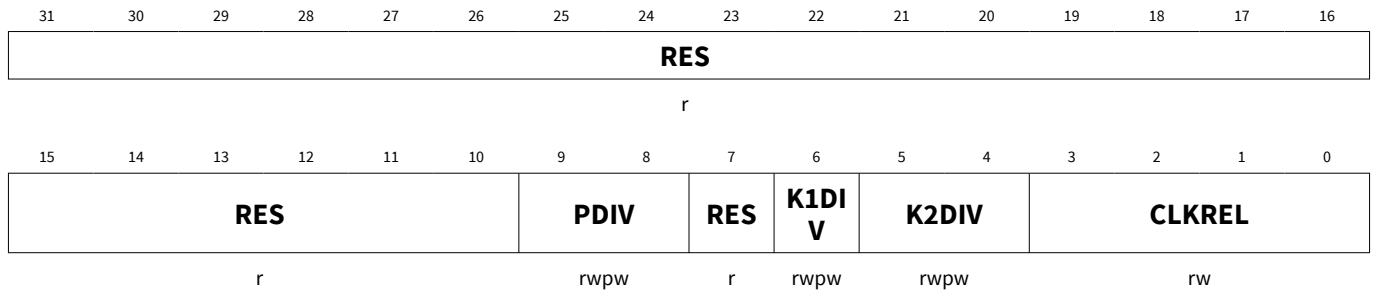 31 30 29 28 27 26 25 24 23 22 21 20 19 18 17 16
RES
r
15 14 13 12 11 10 9 8 7 6 5 4 3 2 1 0
RES PDIV RES K1DI K2DIV CLKREL
V
r rwpw r rwpw rwpw rw